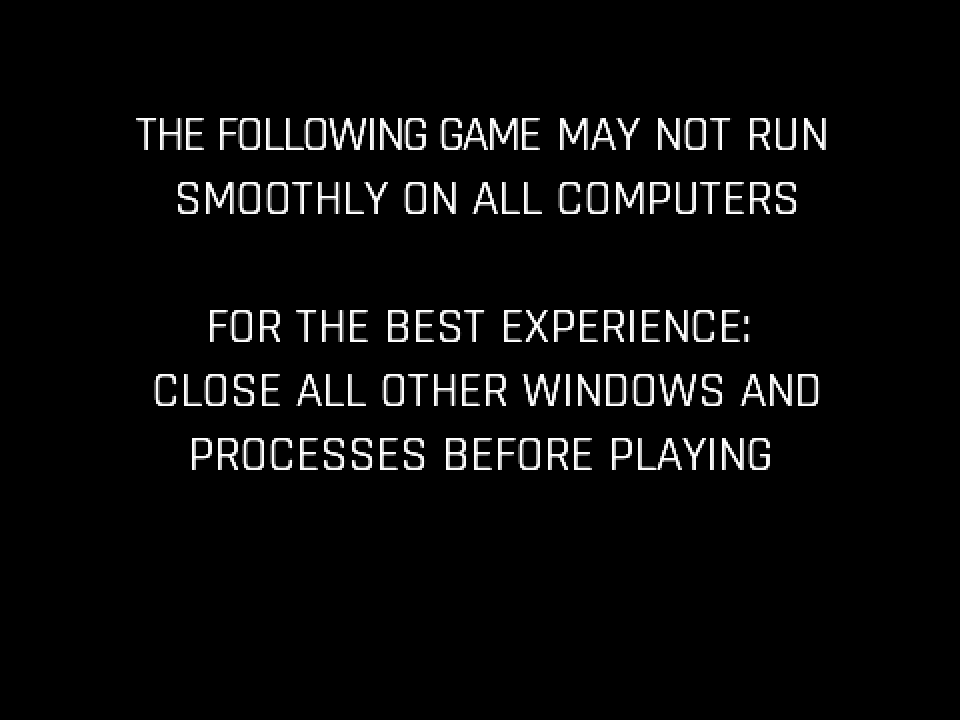 THE FOLLOWING GAME MAY NOT RUN
SMOOTHLY ON ALL COMPUTERS
FOR THE BEST EXPERIENCE:
CLOSE ALL OTHER WINDOWS AND
PROCESSES BEFORE PLAYING